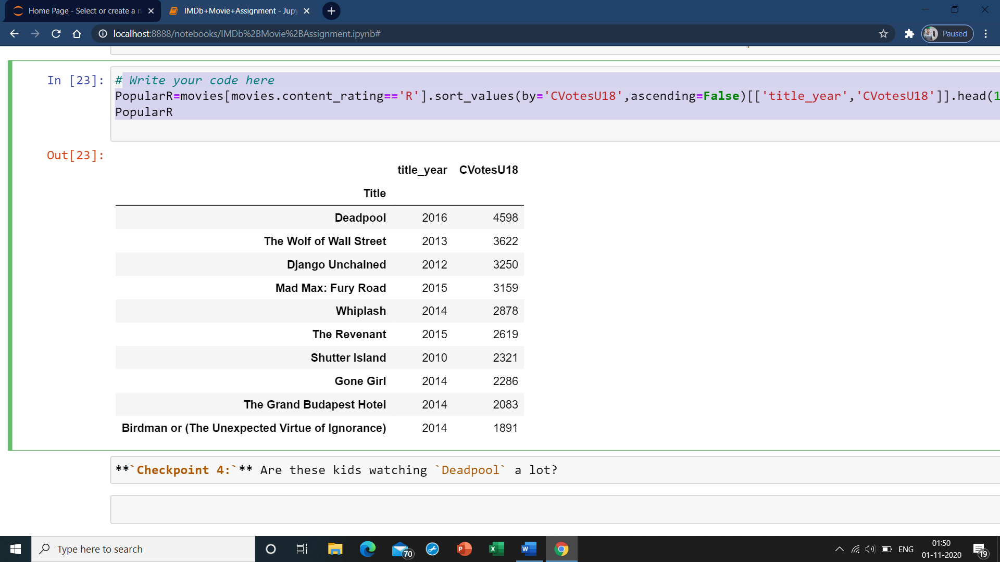 Home Page - Select or create a n
IMDb+Movie+Assignment - Jupy
localhost:8888/notebooks/IMDb%2BMovie%2BAssignment.ipynb#
Paused
In [23]:
# Write your code here
PopularR=movies[movies.content_rating=='R'].sort_values(by='CVotesU18',ascending=False)[['title_year','CVotesU18']].head(1
PopularR
Out[23]:
title_year CVotesU18
Title
Deadpool 2016 4598
The Wolf of Wall Street 2013 3622
Django Unchained 2012 3250
Mad Max: Fury Road 2015 3159
Whiplash 2014 2878
The Revenant 2015 2619
Shutter Island 2010 2321
Gone Girl 2014 2286
The Grand Budapest Hotel 2014 2083
Birdman or (The Unexpected Virtue of Ignorance) 2014 1891
**`Checkpoint 4:`** Are these kids watching `Deadpool` a lot?
Type here to search
70
P
X
W
ENG
01:50
01-11-2020
19